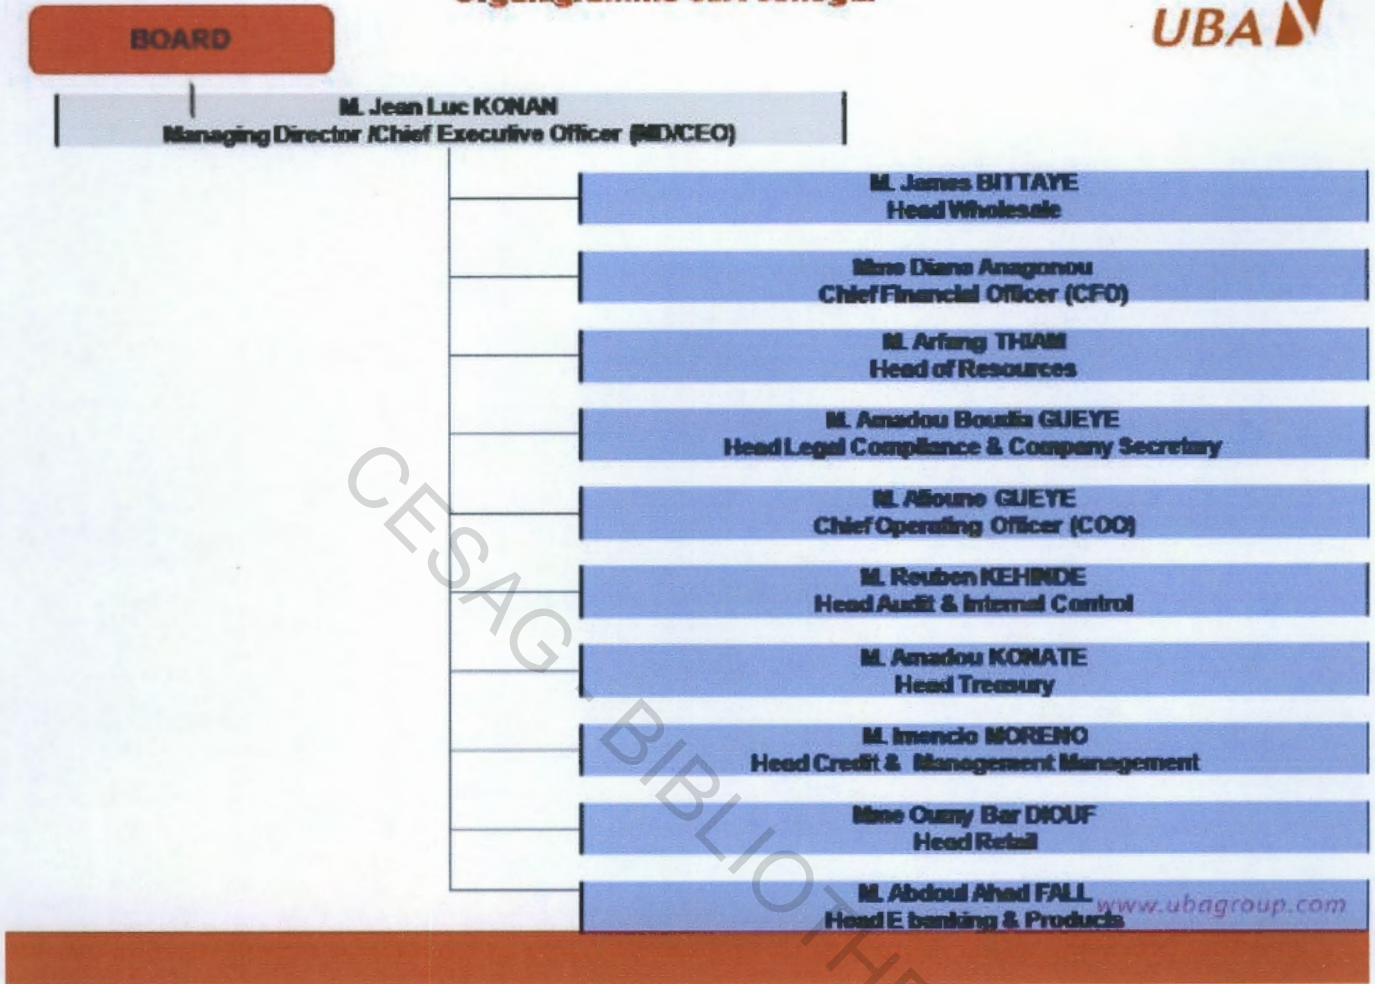 BOARD
UBA
M. Jean Luc KONAN
Managing Director /Chief Executive Officer (MD/CEO)
M. James BITTAYE
Head Wholesale
Mme Diane Anagonou
Chief Financial Officer (CFO)
M. Arfang THIAM
Head of Resources
M. Amadou Boudia GUEYE
Head Legal Compliance & Company Secretary
M. Alioune GUEYE
Chief Operating Officer (COO)
M. Reuben KEHINDE
Head Audit & Internal Control
M. Amadou KONATE
Head Treasury
M. MORENO
Head Credit & Management Management
Mme Oumy Bar DIOUF
Head Retail
M. Abdoul Ahad FALL
Head E banking & Products
www.ubagroup.com
CESAG - BIBLIOTHE